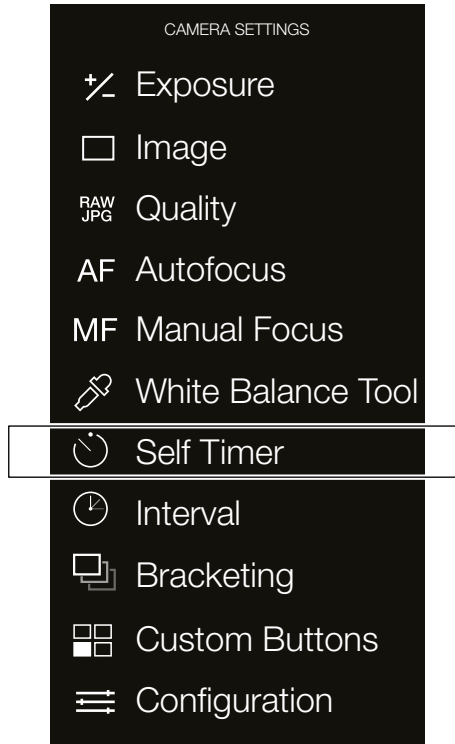 CAMERA SETTINGS
Exposure
Image
RAW
JPG Quality
AF Autofocus
MF Manual Focus
White Balance Tool
Self Timer
Interval
Bracketing
Custom Buttons
Configuration